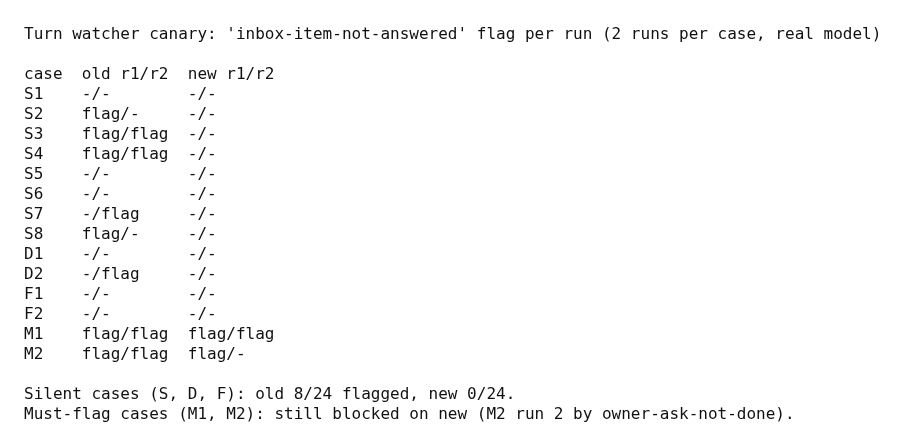 Turn watcher canary: 'inbox-item-not-answered' flag per run (2 runs per case, real model)
case  old r1/r2  new r1/r2
S1    -/-        -/-
S2    flag/-     -/-
S3    flag/flag  -/-
S4    flag/flag  -/-
S5    -/-        -/-
S6    -/-        -/-
S7    -/flag     -/-
S8    flag/-     -/-
D1    -/-        -/-
D2    -/flag     -/-
F1    -/-        -/-
F2    -/-        -/-
M1    flag/flag  flag/flag
M2    flag/flag  flag/-
Silent cases (S, D, F): old 8/24 flagged, new 0/24.
Must-flag cases (M1, M2): still blocked on new (M2 run 2 by owner-ask-not-done).